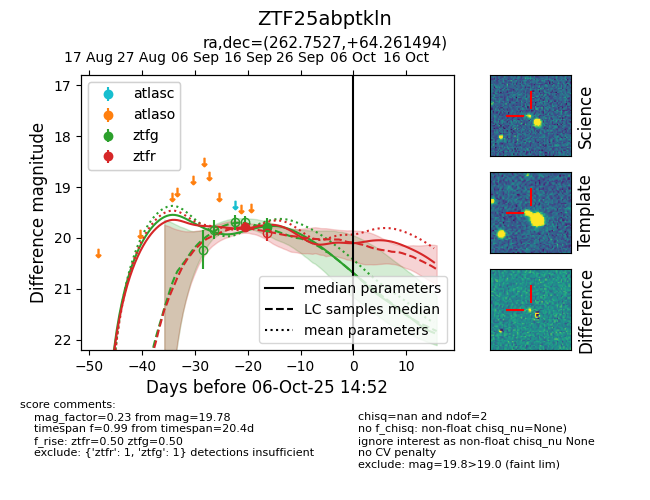 ZTF25abptkln
ra,dec=(262.7527,+64.261494)
17 Aug 27 Aug 06 Sep 16 Sep 26 Sep 06 Oct 16 Oct
17
18
19
20
21
22
Difference magnitude
atlasc
atlaso
ztfg
ztfr
median parameters
LC samples median
mean parameters
−50 −40 −30 −20 −10 0 10
Days before 06-Oct-25 14:52
Science
Template
Difference
score comments:
mag_factor=0.23 from mag=19.78
timespan f=0.99 from timespan=20.4d
f_rise: ztfr=0.50 ztfg=0.50
exclude: {'ztfr': 1, 'ztfg': 1} detections insufficient
chisq=nan and ndof=2
no f_chisq: non-float chisq_nu=None)
ignore interest as non-float chisq_nu None
no CV penalty
exclude: mag=19.8>19.0 (faint lim)